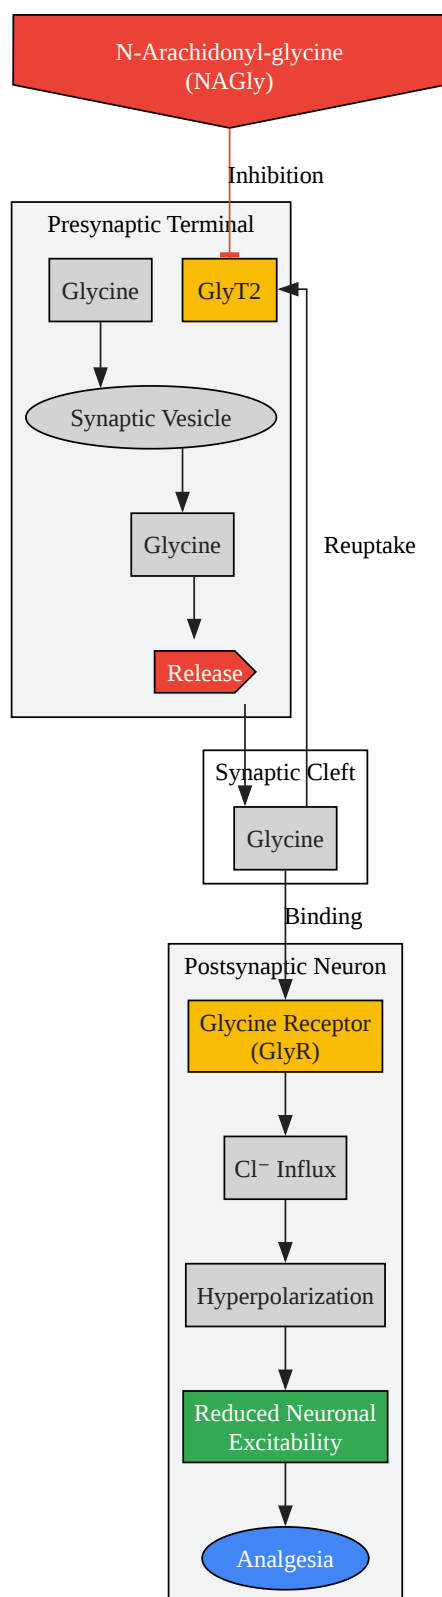 N-Arachidonyl-glycine
(NAGly)
Inhibition
Presynaptic Terminal
Glycine
GlyT2
Synaptic Vesicle
Glycine
Reuptake
Release
Synaptic Cleft
Glycine
Binding
Postsynaptic Neuron
Glycine Receptor
(GlyR)
Cl⁻ Influx
Hyperpolarization
Reduced Neuronal
Excitability
Analgesia